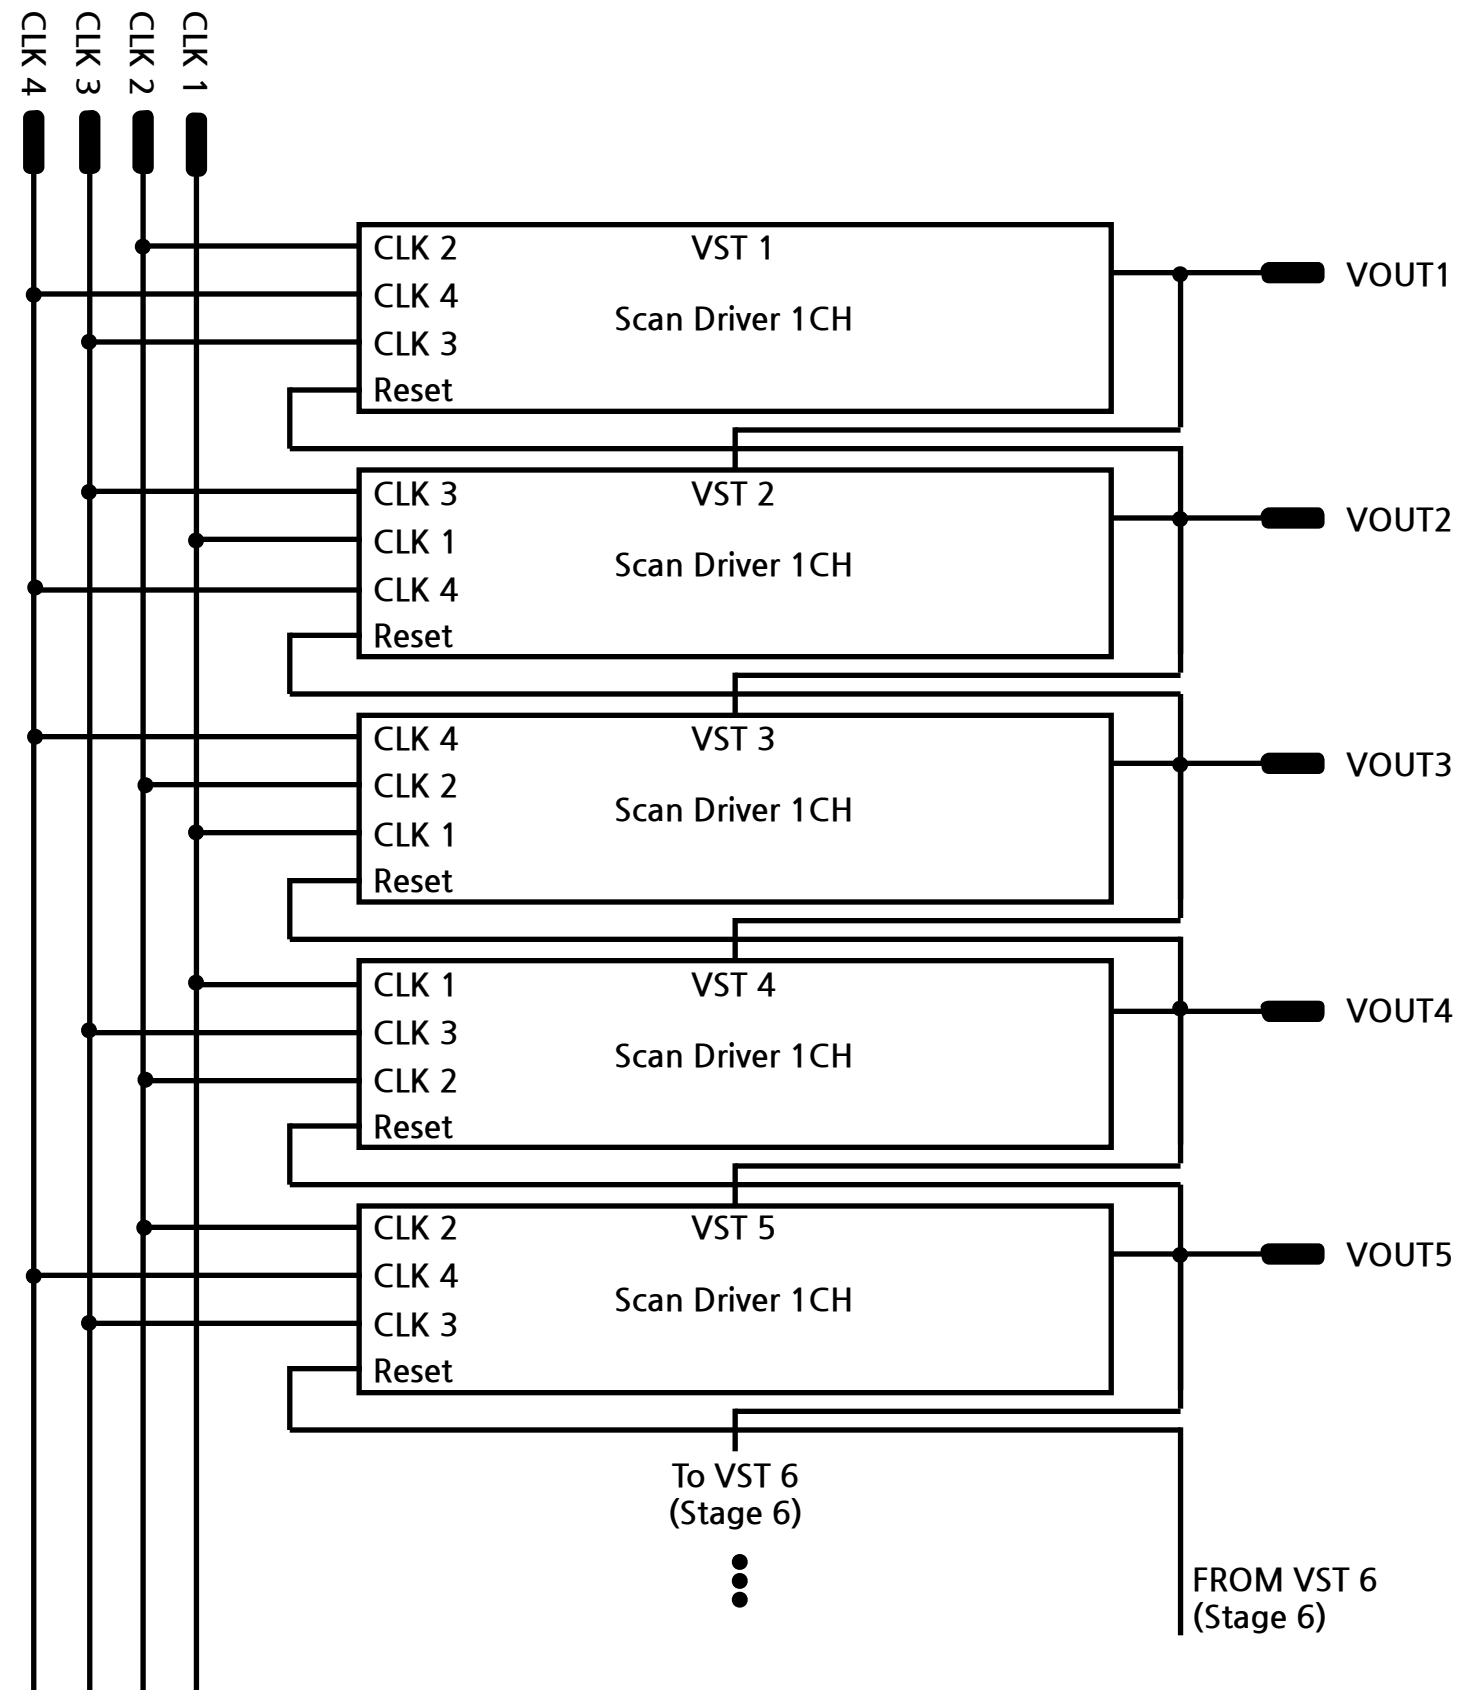 CLK 4
CLK 3
CLK 2
CLK 1
CLK 2
VST 1
CLK 4
Scan Driver 1CH
CLK 3
Reset
VOUT1
CLK 3
VST 2
CLK 1
Scan Driver 1CH
CLK 4
Reset
VOUT2
CLK 4
VST 3
CLK 2
Scan Driver 1CH
CLK 1
Reset
VOUT3
CLK 1
VST 4
CLK 3
Scan Driver 1CH
CLK 2
Reset
VOUT4
CLK 2
VST 5
CLK 4
Scan Driver 1CH
CLK 3
Reset
VOUT5
To VST 6
(Stage 6)
FROM VST 6
(Stage 6)